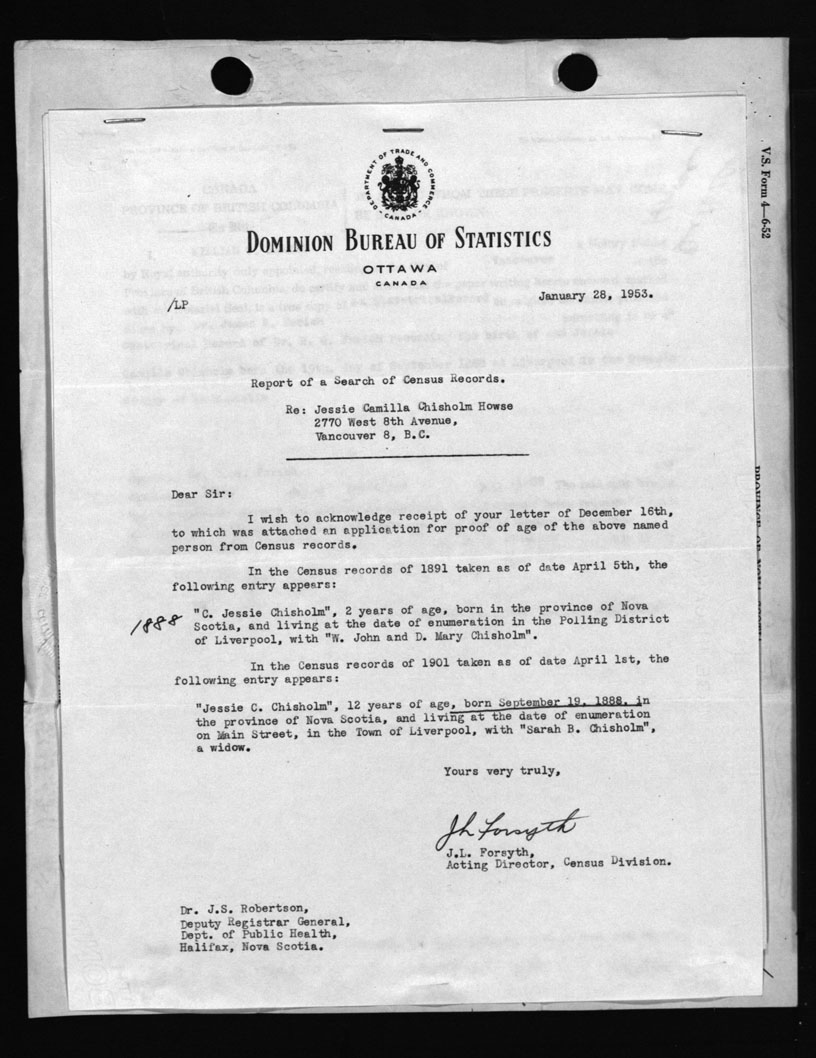 DEPARTMENT OF TRADE AND COMMERCE
CANADA
DOMINION BUREAU OF STATISTICS
OTTAWA
CANADA
January 28, 1953.
/LP
Report of a Search of Census Records.
Re: Jessie Camilla Chisholm Howse
2770 West 8th Avenue,
Vancouver 8, B.C.
Dear Sir:
I wish to acknowledge receipt of your letter of December 16th,
to which was attached an application for proof of age of the above named
person from Census records.
In the Census records of 1891 taken as of date April 5th, the
following entry appears:
1888
"C. Jessie Chisholm", 2 years of age, born in the province of Nova
Scotia, and living at the date of enumeration in the Polling District
of Liverpool, with "W. John and D. Mary Chisholm".
In the Census records of 1901 taken as of date April 1st, the
following entry appears:
"Jessie C. Chisholm", 12 years of age, born September 19, 1888, in
the province of Nova Scotia, and living at the date of enumeration
on Main Street, in the Town of Liverpool, with "Sarah B. Chisholm",
a widow.
Yours very truly,
J L Forsyth
J.L. Forsyth,
Acting Director, Census Division.
Dr. J.S. Robertson,
Deputy Registrar General,
Dept. of Public Health,
Halifax, Nova Scotia.
V.S. Form 4—6-52